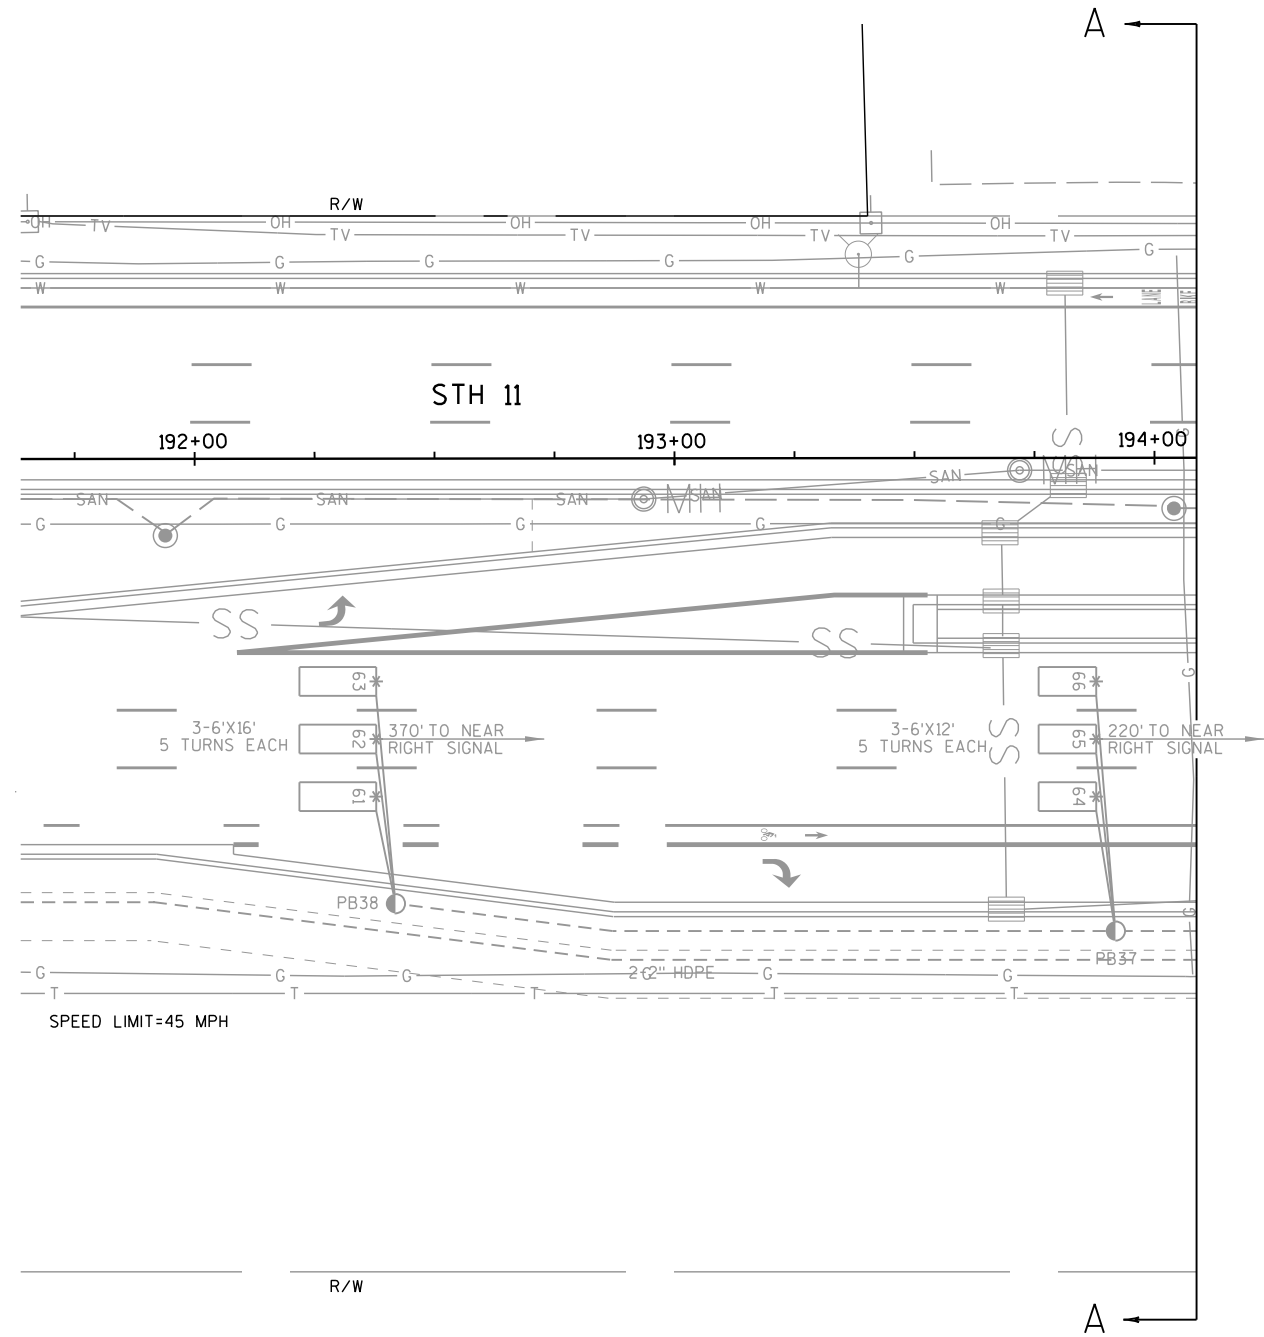 A
R/W
OH OH OH OH OH
TV TV TV TV TV
G G G G G G
W W W W W
LANE BIKE
STH 11
192+00 193+00 194+00
S
S
G
MH
SAN SAN
SAN SAN SAN
MH
SAN
G G G G G
SS
SS
63
66
G
3-6'X16'
5 TURNS EACH
62
370' TO NEAR
RIGHT SIGNAL
3-6'X12'
5 TURNS EACH
SS
65
220' TO NEAR
RIGHT SIGNAL
61
64
PB38
G
PB37
G G G G G G
2-2" HDPE
T T T T T
SPEED LIMIT=45 MPH
R/W
A